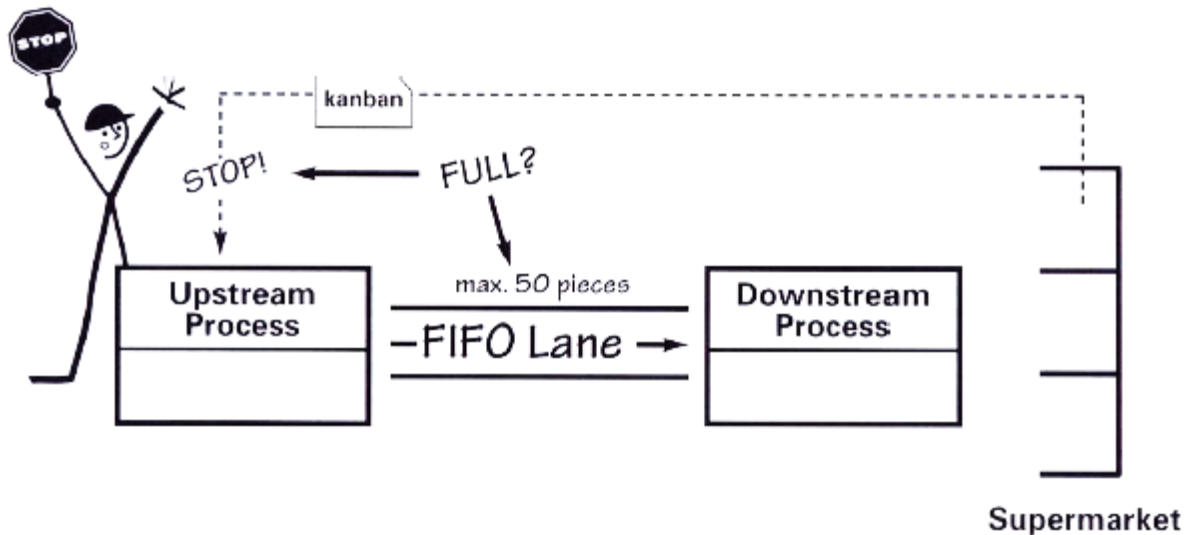 STOP
kanban
STOP!
FULL?
max. 50 pieces
Upstream
Process
FIFO Lane
Downstream
Process
Supermarket